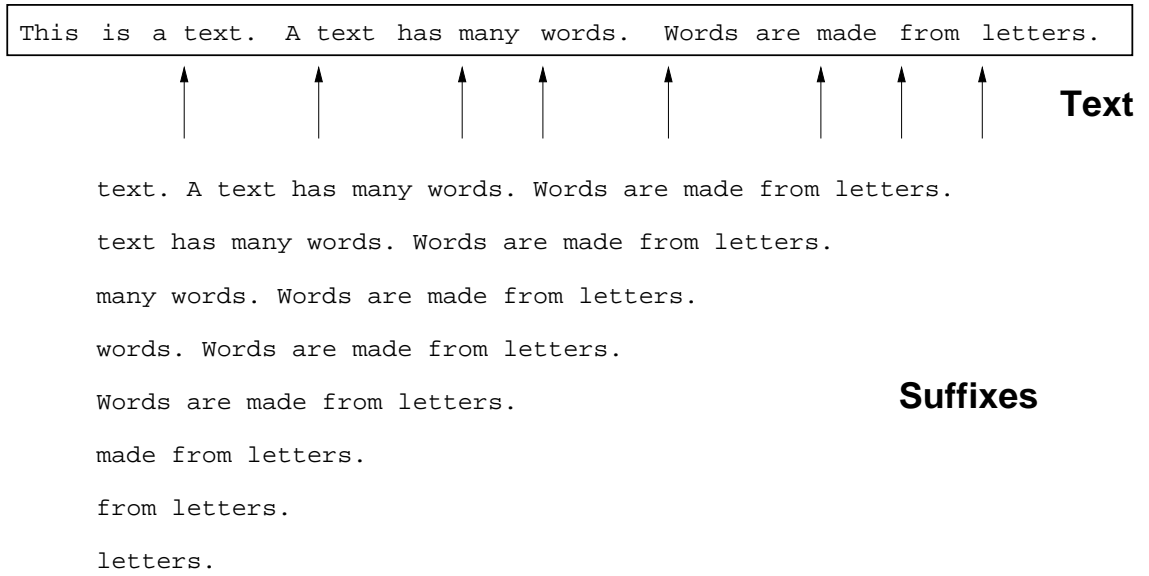 This is a text. A text has many words. Words are made from letters.
Text
text. A text has many words. Words are made from letters.
text has many words. Words are made from letters.
many words. Words are made from letters.
words. Words are made from letters.
Words are made from letters.
Suffixes
made from letters.
from letters.
letters.